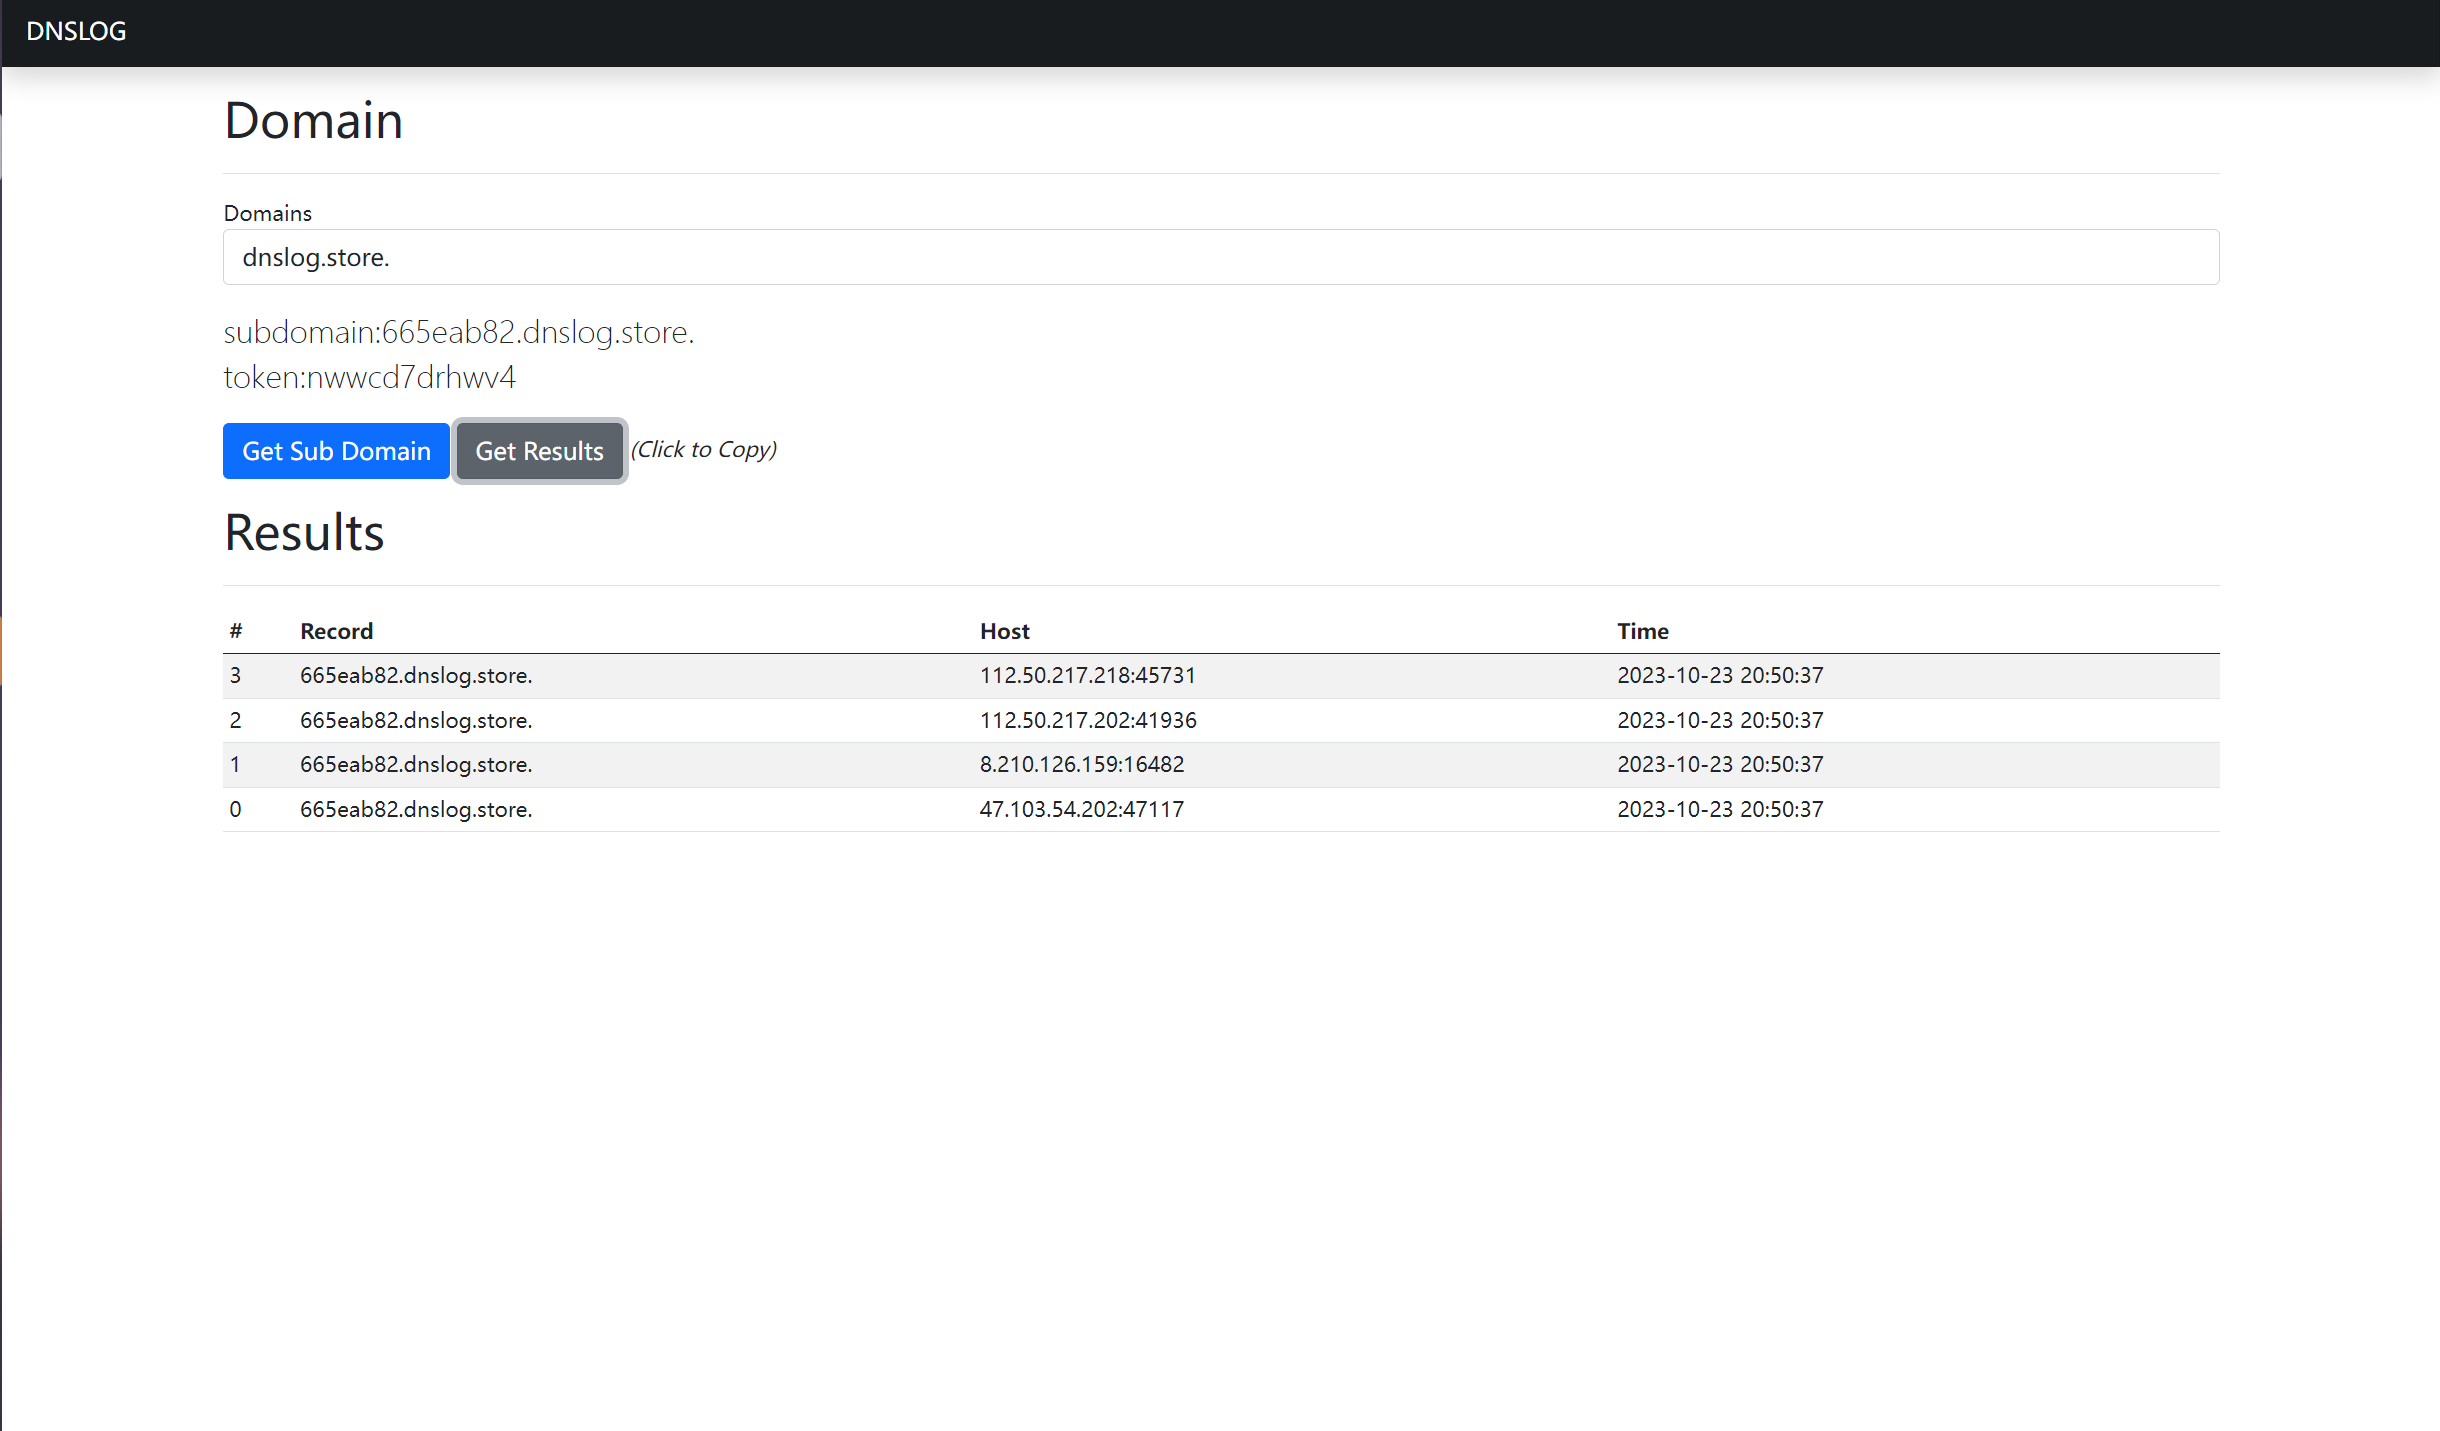 DNSLOG
Domain
Domains
dnslog.store.
subdomain:665eab82.dnslog.store.
token:nwwcd7drhwv4
Get Sub Domain Get Results (Click to Copy)
Results
# Record Host Time
3 665eab82.dnslog.store. 112.50.217.218:45731 2023-10-23 20:50:37
2 665eab82.dnslog.store. 112.50.217.202:41936 2023-10-23 20:50:37
1 665eab82.dnslog.store. 8.210.126.159:16482 2023-10-23 20:50:37
0 665eab82.dnslog.store. 47.103.54.202:47117 2023-10-23 20:50:37